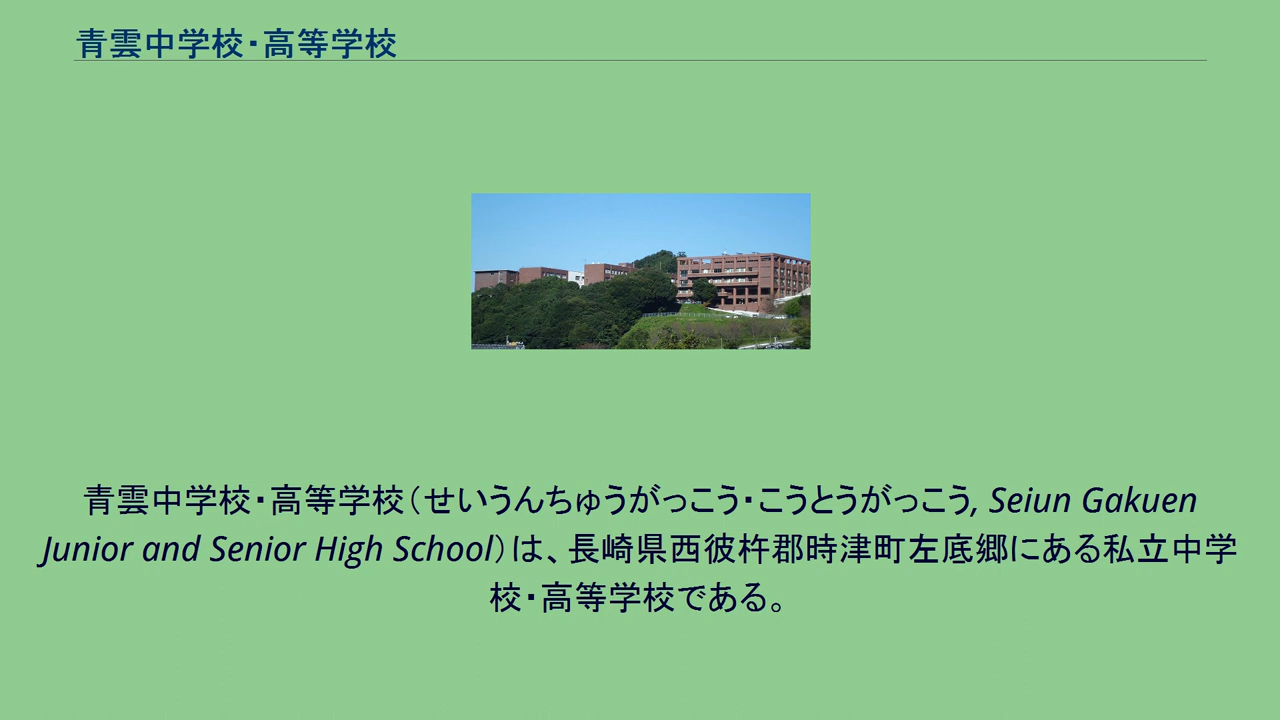 青雲中学校・高等学校
青雲中学校・高等学校(せいうんちゅうがっこう・こうとうがっこう, Seiun Gakuen
Junior and Senior High School)は、長崎県西彼杵郡時津町左底郷にある私立中学
校・高等学校である。